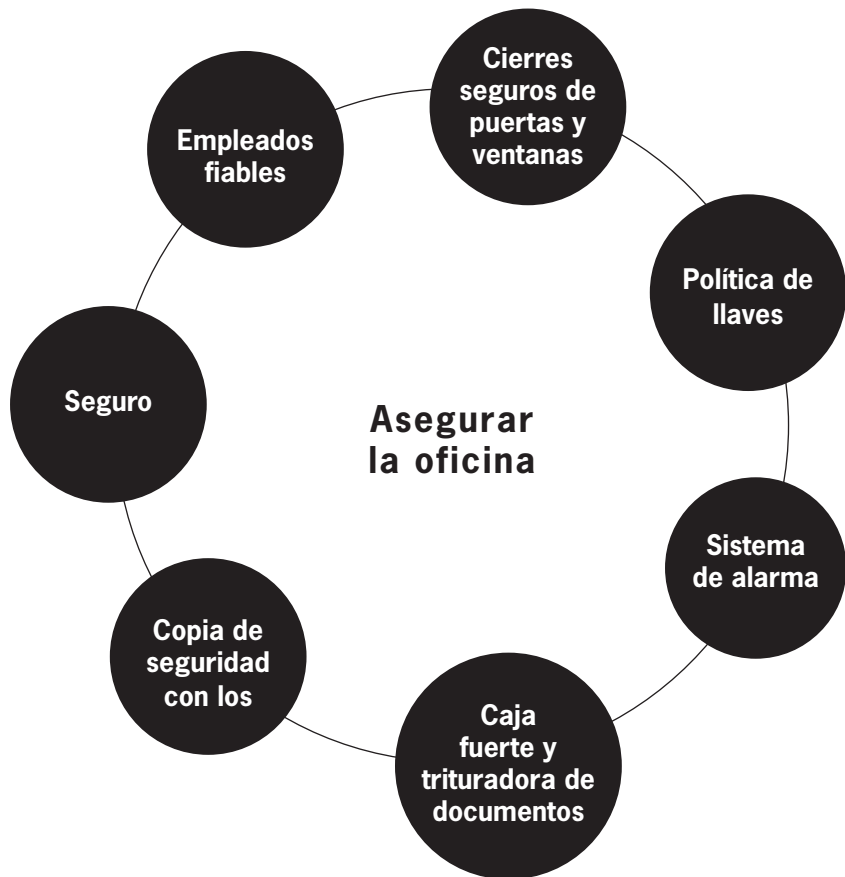 Cierres
seguros de
puertas y
ventanas
Empleados
fiables
Política de
llaves
Seguro
Asegurar
la oficina
Sistema
de alarma
Copia de
seguridad
con los
Caja
fuerte y
trituradora de
documentos